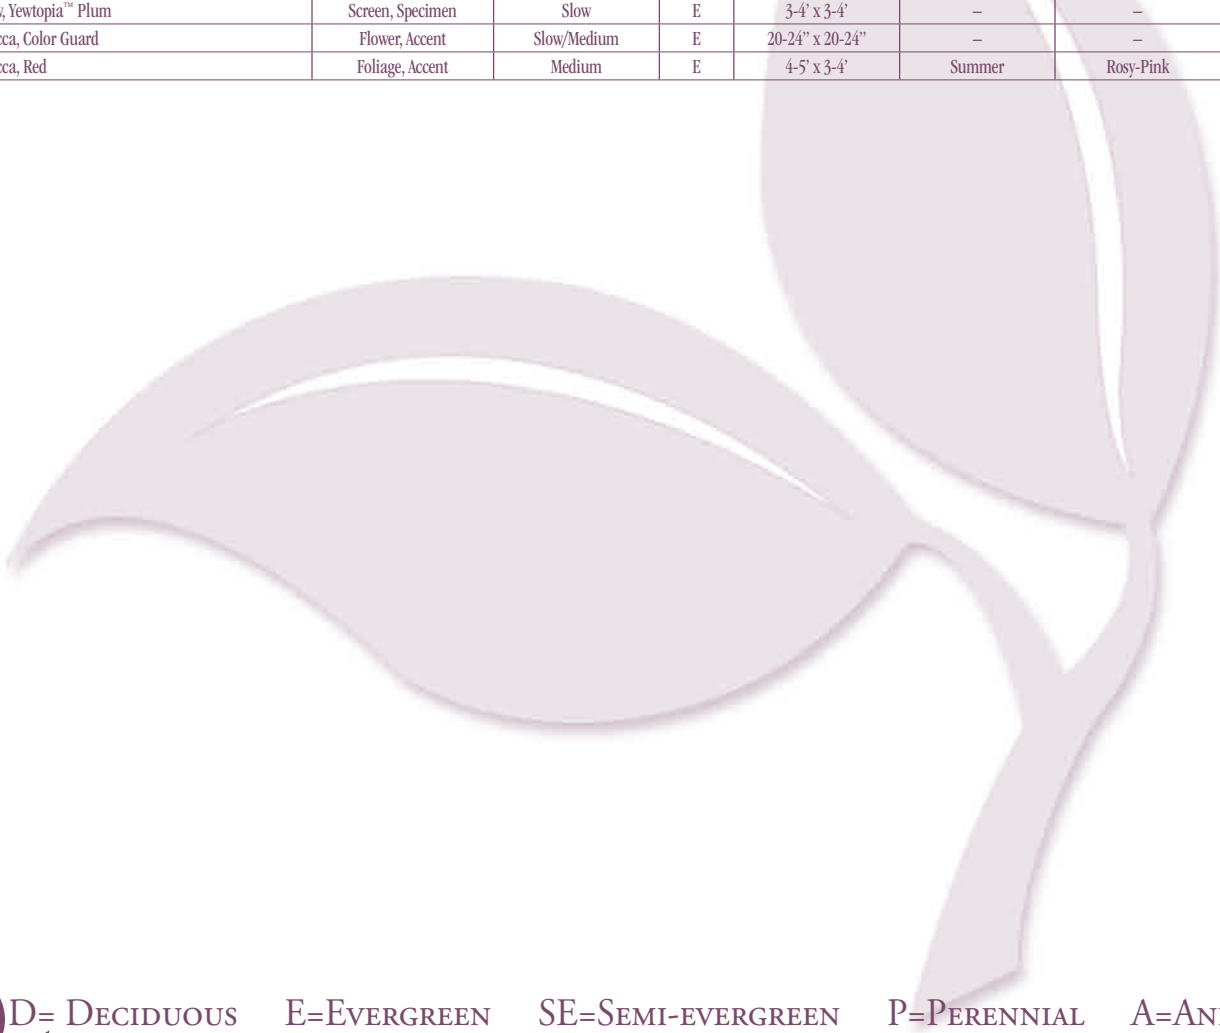 , Yewtopia™ Plum Screen, Specimen Slow E 3-4’ x 3-4’ – –
cca, Color Guard Flower, Accent Slow/Medium E 20-24” x 20-24” – –
cca, Red Foliage, Accent Medium E 4-5’ x 3-4’ Summer Rosy-Pink
D= Deciduous E=Evergreen SE=Semi-evergreen P=Perennial A=An